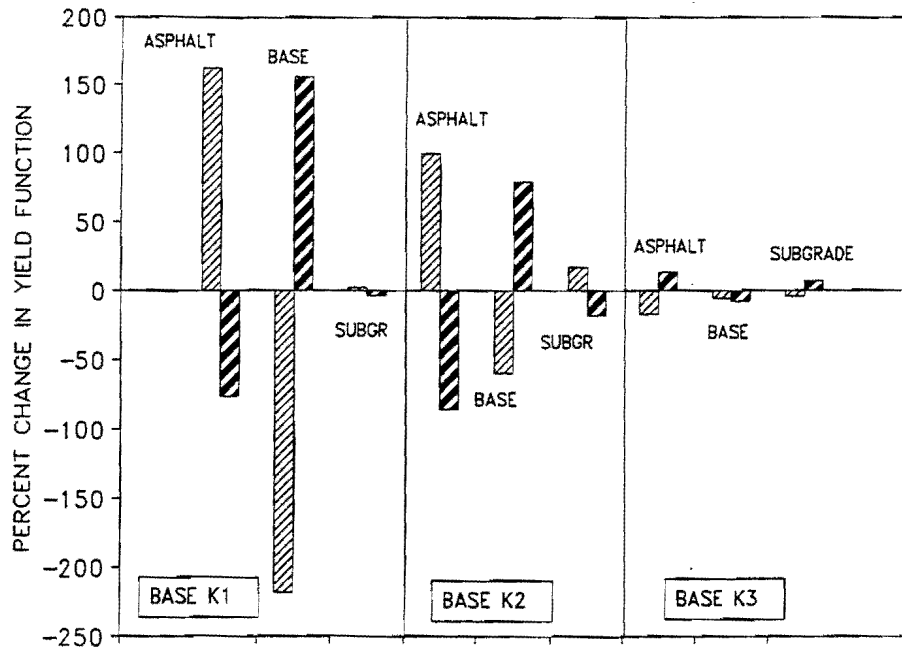 PERCENT CHANGE IN YIELD FUNCTION
200
150
100
50
0
-50
-100
-150
-200
-250
ASPHALT
BASE
SUBGR
BASE K1
ASPHALT
BASE
SUBGR
BASE K2
ASPHALT
BASE
SUBGRADE
BASE K3